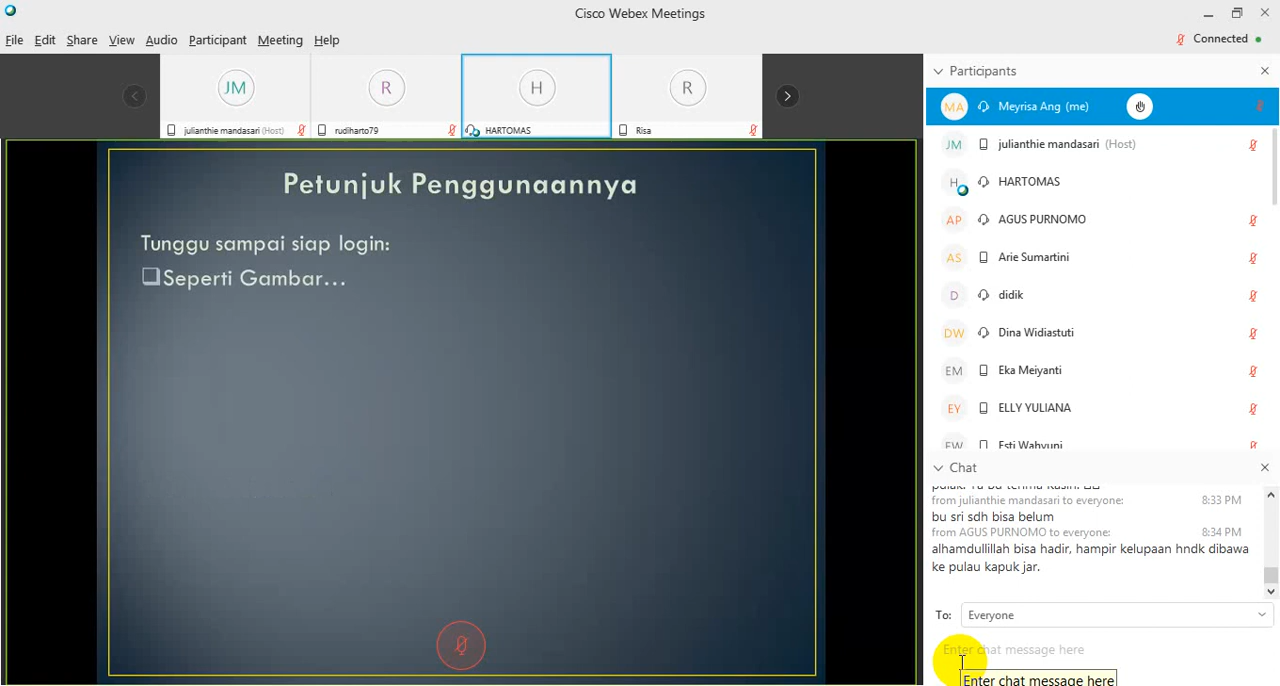 Cisco Webex Meetings
File Edit Share View Audio Participant Meeting Help
Connected
JM
R
H
R
julianthie mandasari (Host)
rudiharto79
HARTOMAS
Risa
Petunjuk Penggunaannya
Tunggu sampai siap login:
Seperti Gambar...
Participants
MA Meyrisa Ang (me)
JM julianthie mandasari (Host)
H HARTOMAS
AP AGUS PURNOMO
AS Arie Sumartini
D didik
DW Dina Widiastuti
EM Eka Meiyanti
EY ELLY YULIANA
EW Esti Wahyuni
Chat
from julianthie mandasari to everyone: 8:33 PM
bu sri sdh bisa belum
from AGUS PURNOMO to everyone: 8:34 PM
alhamdullillah bisa hadir, hampir kelupaan hndk dibawa
ke pulau kapuk jar.
To: Everyone
Enter chat message here
Enter chat message here